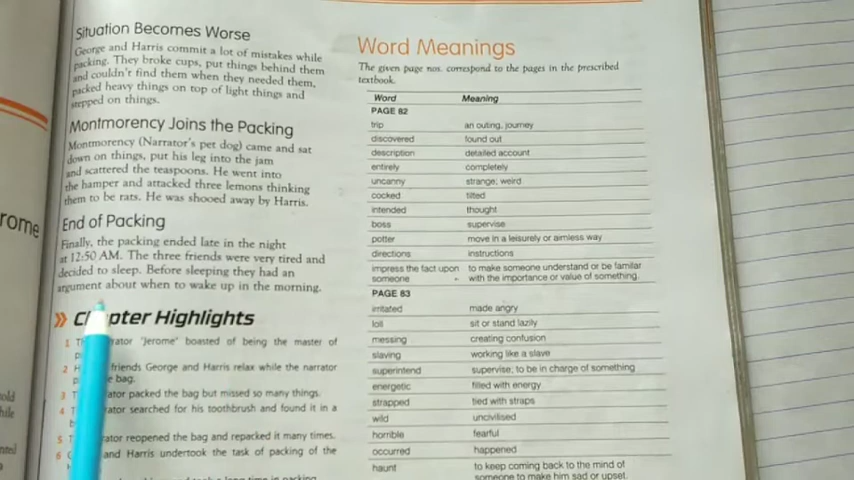 Situation Becomes Worse
George and Harris commit a lot of mistakes while
packing. They broke cups, put things behind them
and couldn't find them when they needed them,
packed heavy things on top of light things and
stepped on things.
Montmorency Joins the Packing
Montmorency (Narrator's pet dog) came and sat
down on things, put his leg into the jam
and scattered the teaspoons. He went into
the hamper and attacked three lemons thinking
them to be rats. He was shooed away by Harris.
End of Packing
Finally, the packing ended late in the night
at 12:50 AM. The three friends were very tired and
decided to sleep. Before sleeping they had an
argument about when to wake up in the morning.
rome
Chapter Highlights
1 "Jerome" boasted of being the master of
2 friends George and Harris relax while the narrator
bag.
3 packed the bag but missed so many things.
4 searched for his toothbrush and found it in a
5 reopened the bag and repacked it many times.
6 and Harris undertook the task of packing of the
Word Meanings
The given page nos. correspond to the pages in the prescribed
textbook.
Word Meaning
PAGE 82
trip an outing, journey
discovered found out
description detailed account
entirely completely
uncanny strange; weird
cocked tilted
intended thought
boss supervise
potter move in a leisurely or aimless way
directions instructions
impress the fact upon to make someone understand or be familar
someone - with the importance or value of something.
PAGE 83
irritated made angry
loll sit or stand lazily
messing creating confusion
slaving working like a slave
superintend supervise; to be in charge of something
energetic filled with energy
strapped tied with straps
wild uncivilised
horrible fearful
occurred happened
haunt to keep coming back to the mind of
someone to make him sad or upset.